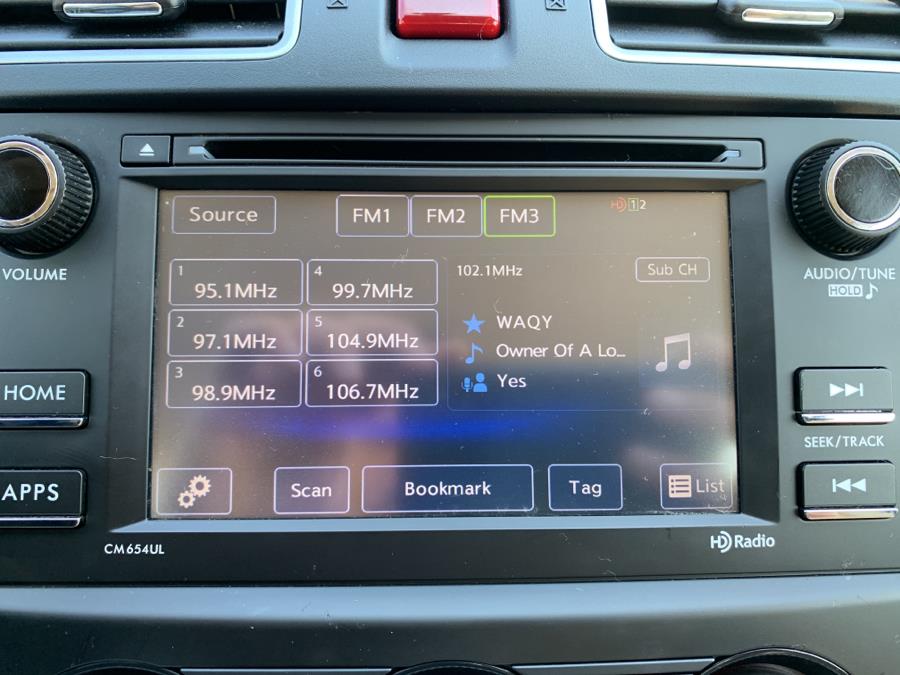 Source
FM1 FM2 FM3
HD 1 2
VOLUME
AUDIO/TUNE
HOLD
1 95.1MHz
4 99.7MHz
2 97.1MHz
5 104.9MHz
3 98.9MHz
6 106.7MHz
102.1MHz
Sub CH
WAQY
Owner Of A Lo...
Yes
HOME
SEEK/TRACK
APPS
Scan
Bookmark
Tag
List
CM654UL
HD Radio